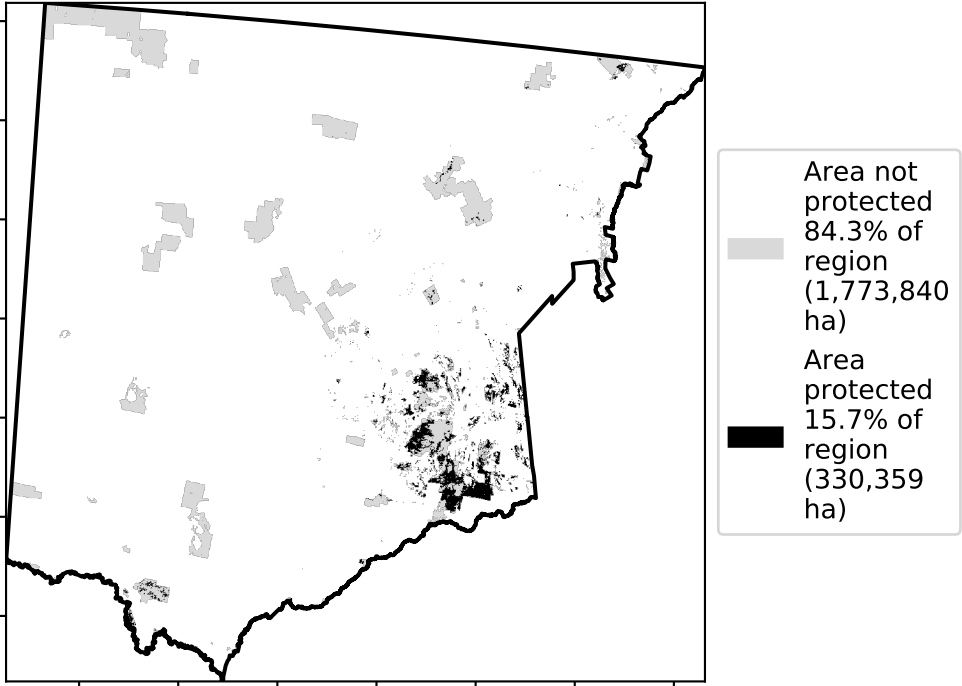 Area not
protected
84.3% of
region
(1,773,840
ha)
Area
protected
15.7% of
region
(330,359
ha)